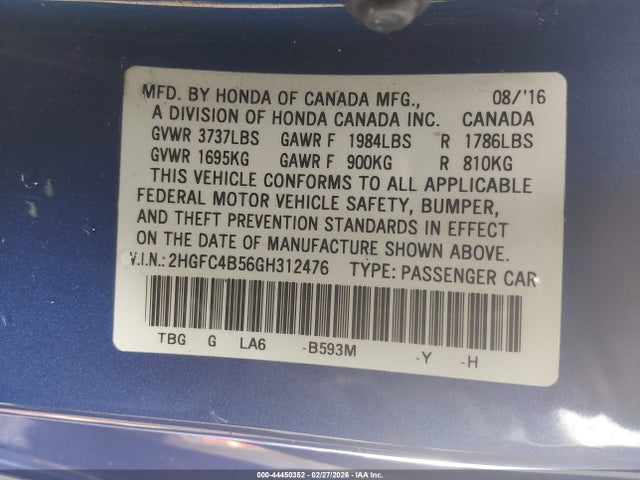 MFD. BY HONDA OF CANADA MFG., 08/'16
A DIVISION OF HONDA CANADA INC. CANADA
GVWR 3737LBS GAWR F 1984LBS R 1786LBS
GVWR 1695KG GAWR F 900KG R 810KG
THIS VEHICLE CONFORMS TO ALL APPLICABLE
FEDERAL MOTOR VEHICLE SAFETY, BUMPER,
AND THEFT PREVENTION STANDARDS IN EFFECT
ON THE DATE OF MANUFACTURE SHOWN ABOVE.
V.I.N.: 2HGFC4B56GH312476 TYPE: PASSENGER CAR
TBG G LA6 -B593M -Y -H
000-44450352 | 02/27/2026 - IAA, Inc.